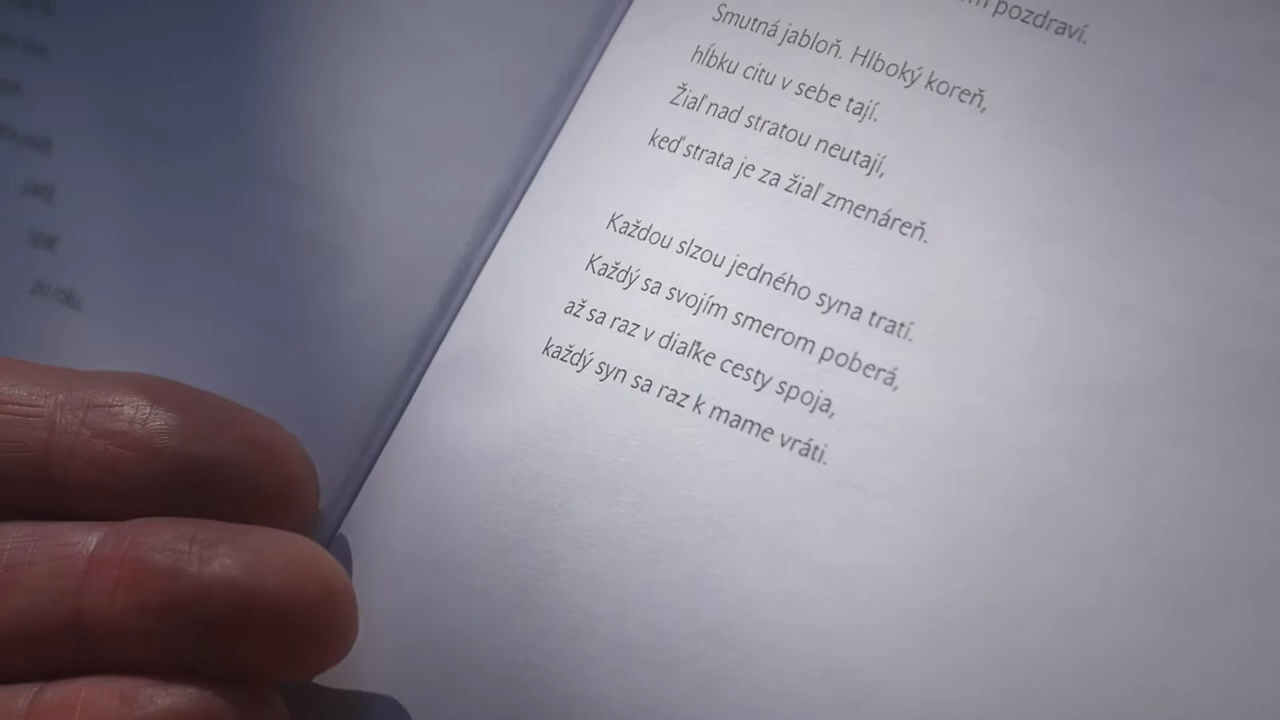 pozdraví.
Smutná jabloň. Hlboký koreň,
hĺbku citu v sebe tají.
Žiaľ nad stratou neutají,
keď strata je za žiaľ zmenáreň.
Každou slzou jedného syna tratí.
Každý sa svojím smerom poberá,
až sa raz v diaľke cesty spoja,
každý syn sa raz k mame vráti.